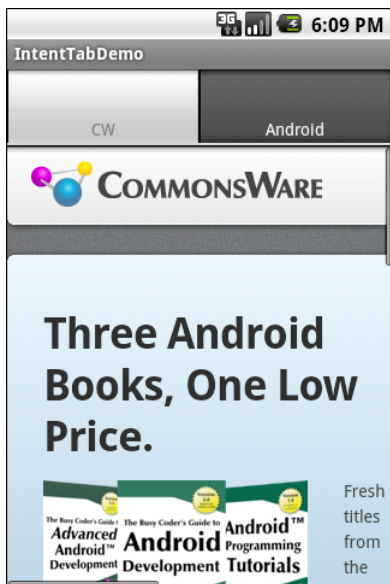 3G 6:09 PM
IntentTabDemo
CW Android
COMMONSWARE
Three Android
Books, One Low
Price.
Fresh
titles
from
the
The Busy Coder's Guide t
Advanced
Android™
Development
The Busy Coder's Guide to
Android
Development
Android™
Programming
Tutorials